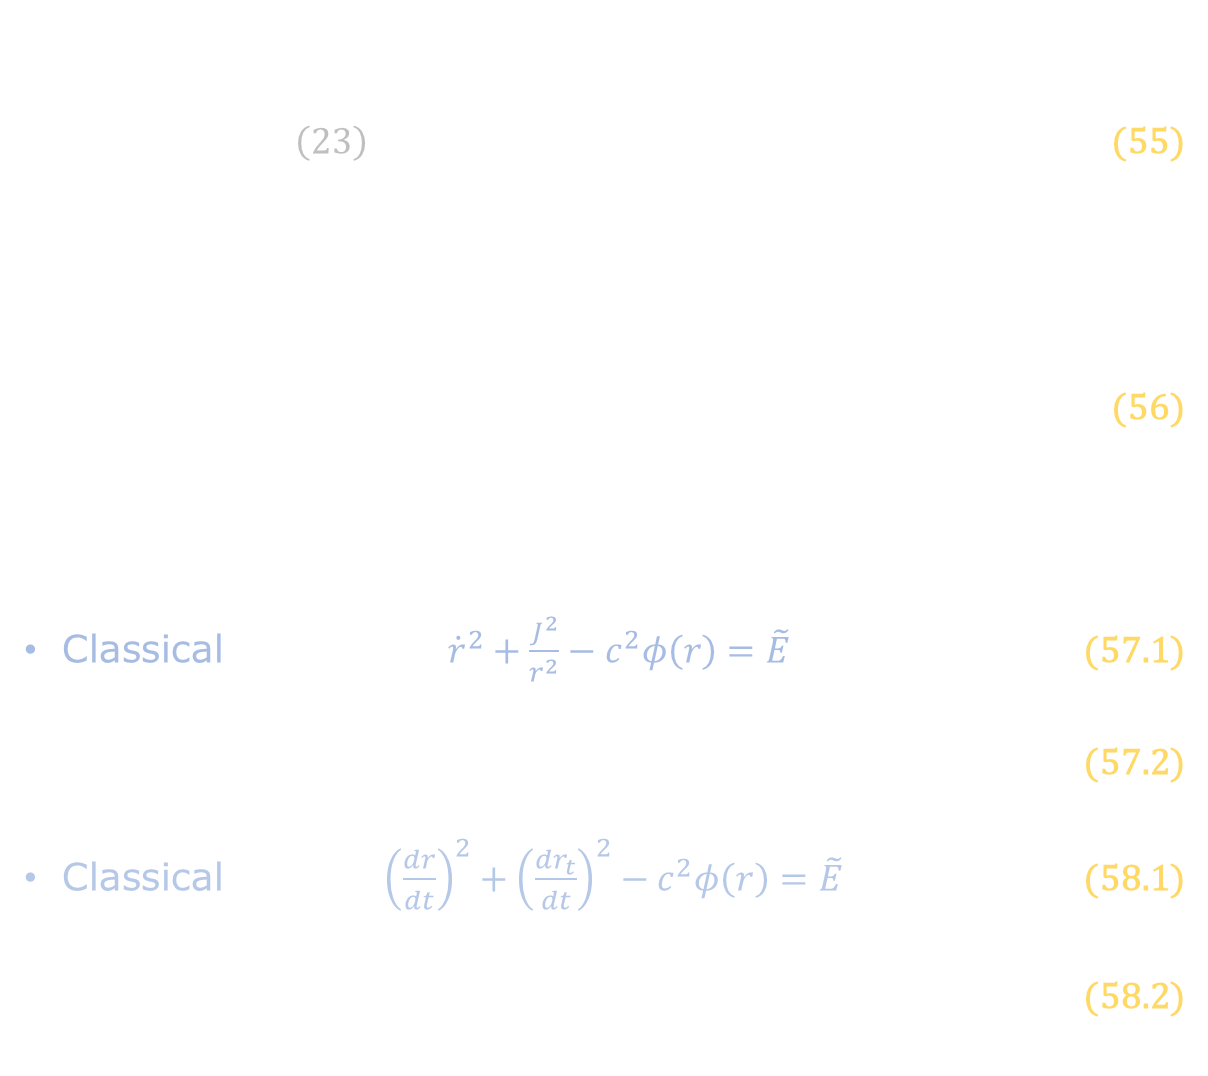 (23) (55)
(56)
• Classical ṙ² + J²/r² − c²ϕ(r) = Ẽ (57.1)
(57.2)
• Classical (dr/dt)² + (drₜ/dt)² − c²ϕ(r) = Ẽ (58.1)
(58.2)